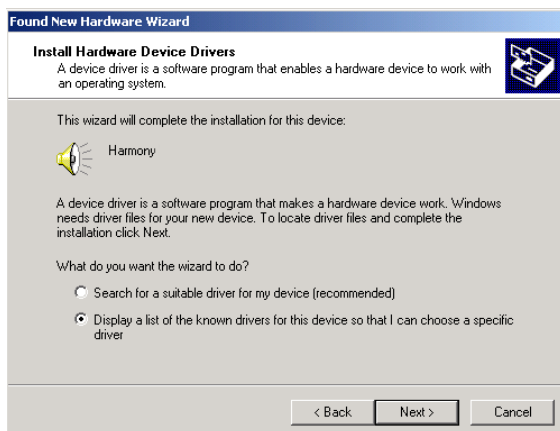 Found New Hardware Wizard
Install Hardware Device Drivers
A device driver is a software program that enables a hardware device to work with
an operating system.
This wizard will complete the installation for this device:
Harmony
A device driver is a software program that makes a hardware device work. Windows
needs driver files for your new device. To locate driver files and complete the
installation click Next.
What do you want the wizard to do?
Search for a suitable driver for my device (recommended)
Display a list of the known drivers for this device so that I can choose a specific
driver
< Back Next > Cancel